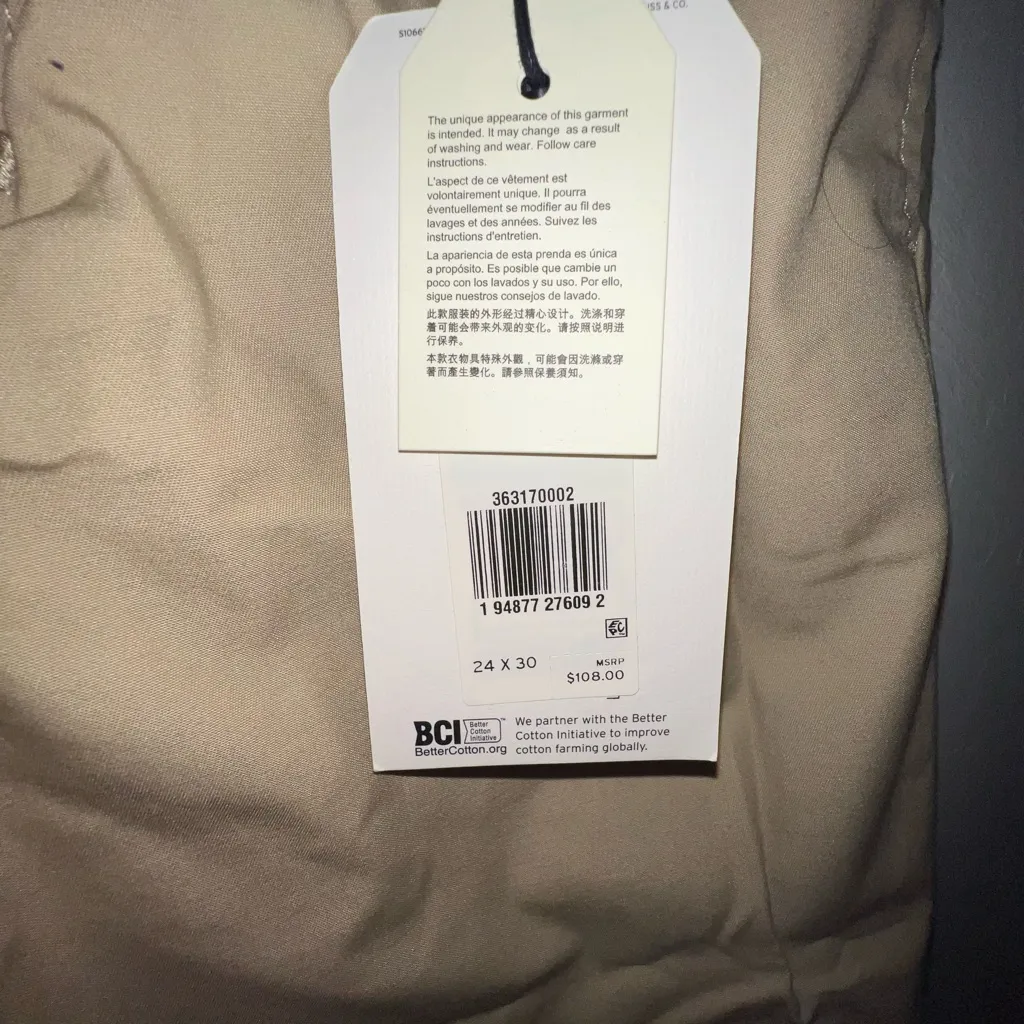 S1066
SS & CO.
The unique appearance of this garment
is intended. It may change as a result
of washing and wear. Follow care
instructions.
L'aspect de ce vêtement est
volontairement unique. Il pourra
éventuellement se modifier au fil des
lavages et des années. Suivez les
instructions d'entretien.
La apariencia de esta prenda es única
a propósito. Es posible que cambie un
poco con los lavados y su uso. Por ello,
sigue nuestros consejos de lavado.
此款服装的外形经过精心设计。洗涤和穿
着可能会带来外观的变化。请按照说明进
行保养。
本款衣物具特殊外觀，可能會因洗滌或穿
著而產生變化。請參照保養須知。
363170002
1 94877 27609 2
24 X 30
MSRP
$108.00
BCI Better Cotton Initiative™
BetterCotton.org
We partner with the Better
Cotton Initiative to improve
cotton farming globally.